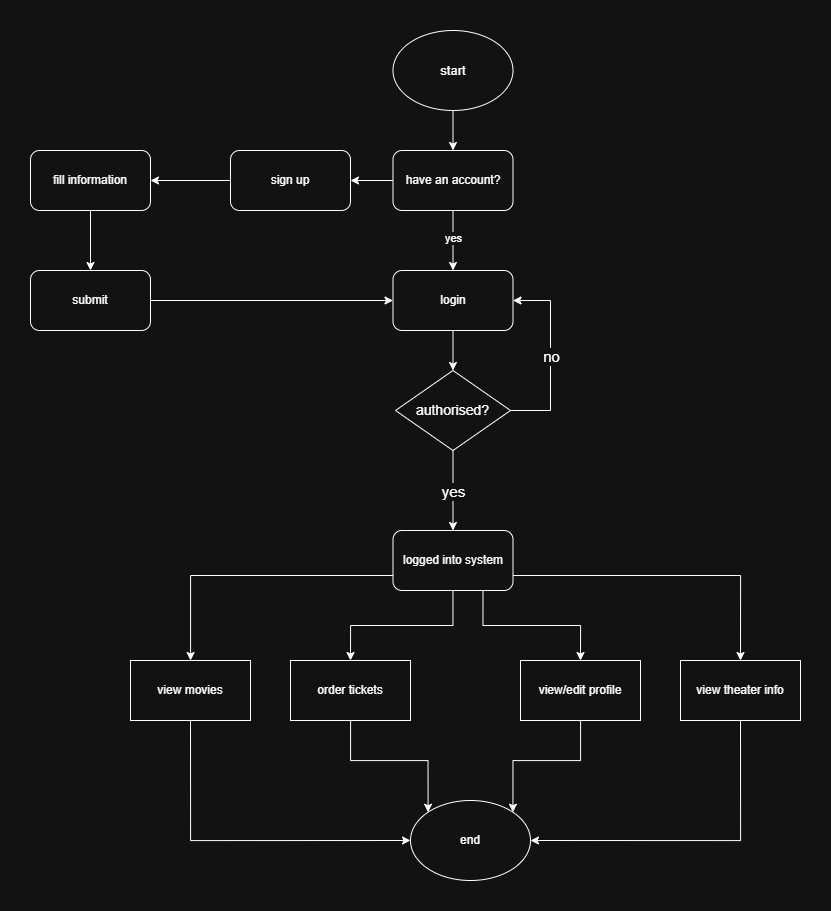 start
fill information
sign up
have an account?
yes
submit
login
no
authorised?
yes
logged into system
view movies
order tickets
view/edit profile
view theater info
end